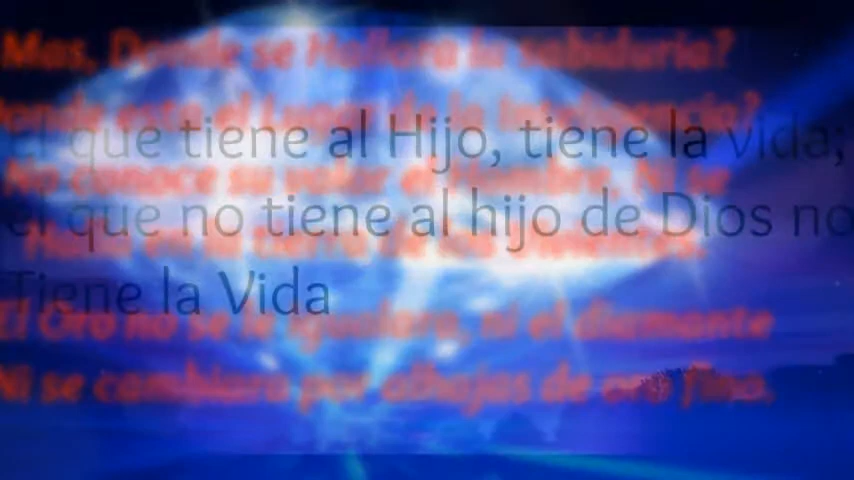 Mas, Donde se Hallara la sabiduria?
donde esta el Lugar de la Inteligencia?
El que tiene al Hijo, tiene la vida;
No conoce su valor el Hombre, Ni se
el que no tiene al hijo de Dios no
Halla en la tierra de los vivientes.
Tiene la Vida
El Oro no se le igualara, ni el diamante
Ni se cambiara por alhajas de oro fino.